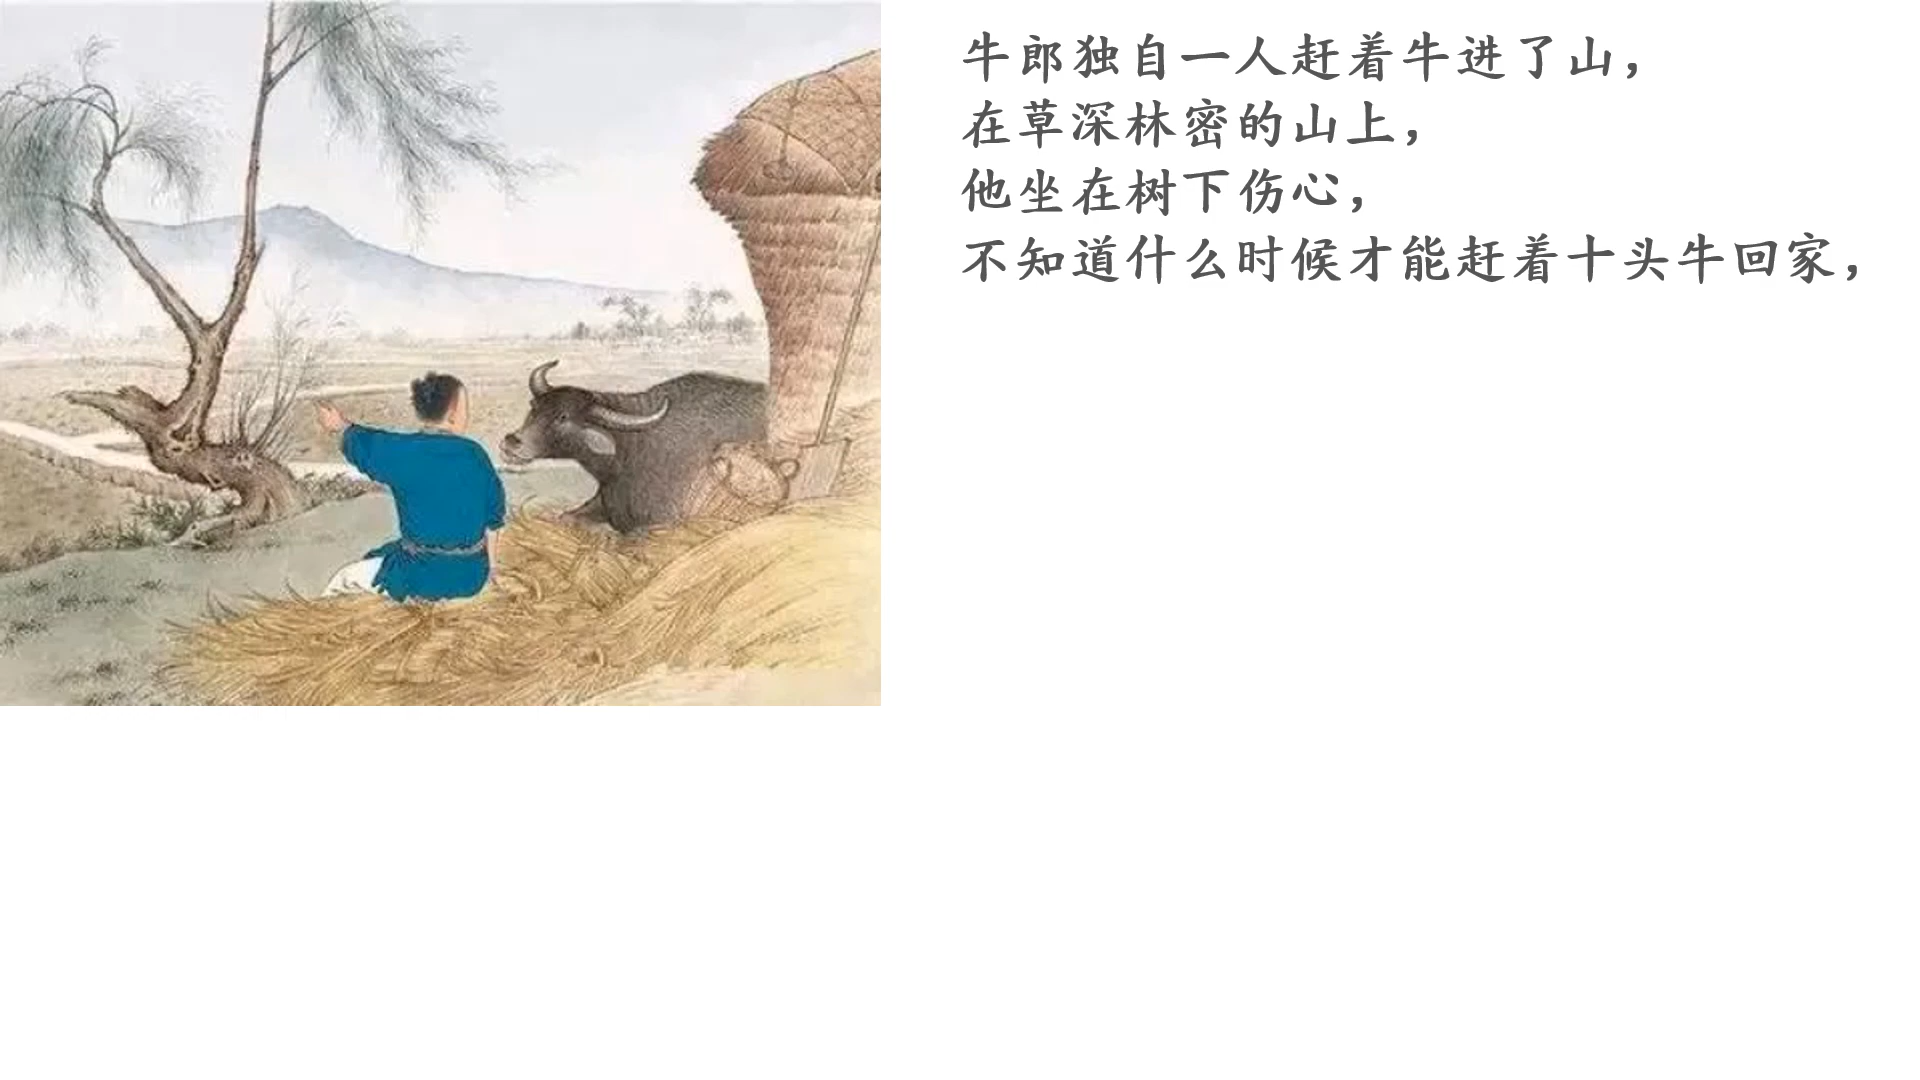 牛郎独自一人赶着牛进了山，
在草深林密的山上，
他坐在树下伤心，
不知道什么时候才能赶着十头牛回家，